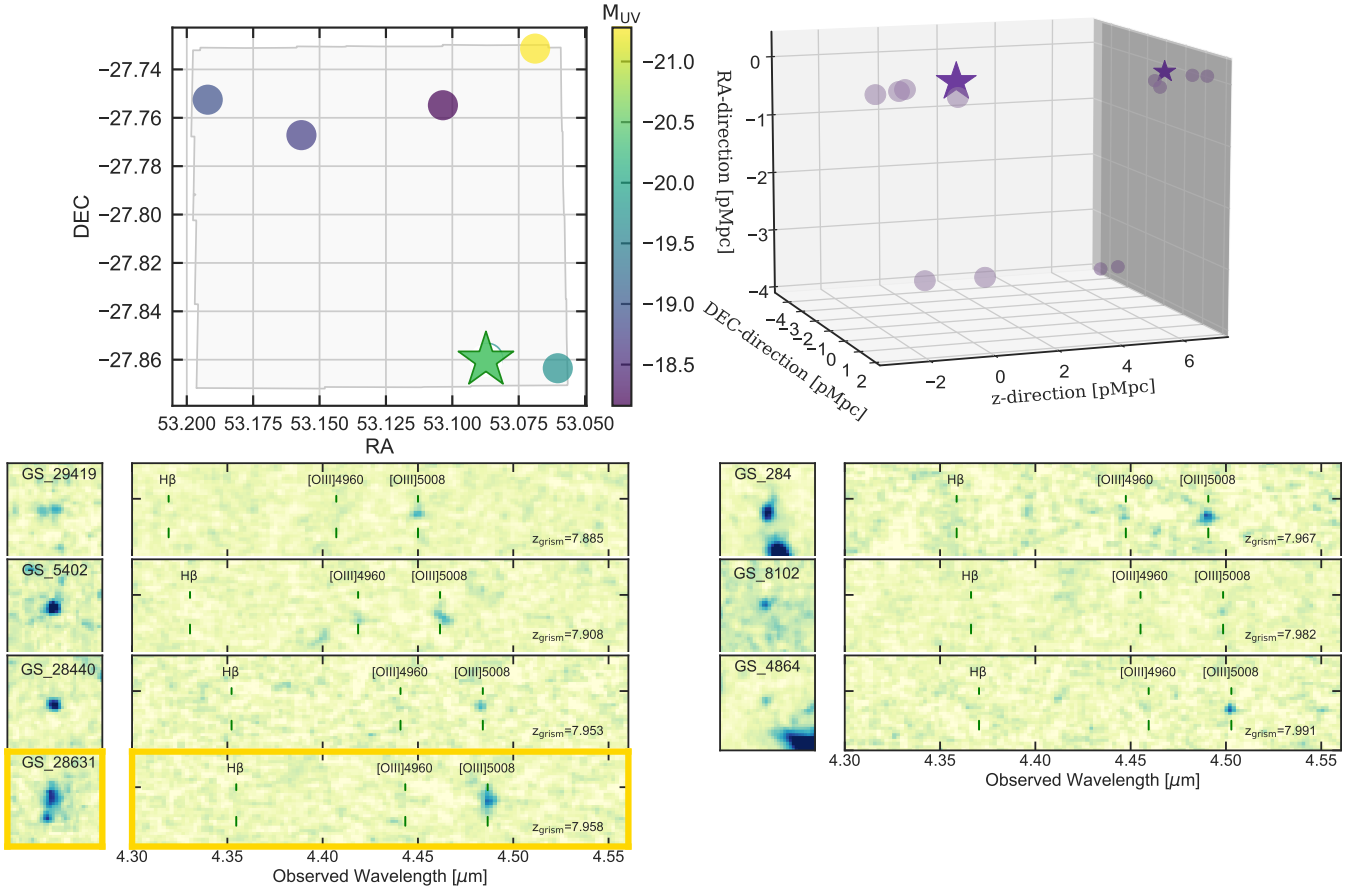 M_UV
−27.74
−27.76
−27.78
−27.80
−27.82
−27.84
−27.86
DEC
53.200 53.175 53.150 53.125 53.100 53.075 53.050
RA
−21.0
−20.5
−20.0
−19.5
−19.0
−18.5
0
−1
−2
−3
−4
RA-direction [pMpc]
−4
−3
−2
0
1
2
DEC-direction [pMpc]
−2
0
2
4
6
z-direction [pMpc]
GS_29419
Hβ
[OIII]4960
[OIII]5008
z_grism=7.885
GS_5402
Hβ
[OIII]4960
[OIII]5008
z_grism=7.908
GS_28440
Hβ
[OIII]4960
[OIII]5008
z_grism=7.953
GS_28631
Hβ
[OIII]4960
[OIII]5008
z_grism=7.958
4.30 4.35 4.40 4.45 4.50 4.55
Observed Wavelength [μm]
GS_284
Hβ
[OIII]4960
[OIII]5008
z_grism=7.967
GS_8102
Hβ
[OIII]4960
[OIII]5008
z_grism=7.982
GS_4864
Hβ
[OIII]4960
[OIII]5008
z_grism=7.991
4.30 4.35 4.40 4.45 4.50 4.55
Observed Wavelength [μm]